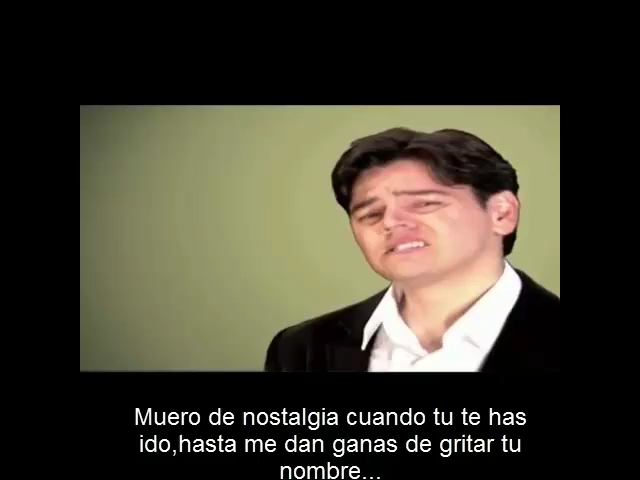 Muero de nostalgia cuando tu te has
ido,hasta me dan ganas de gritar tu
nombre...